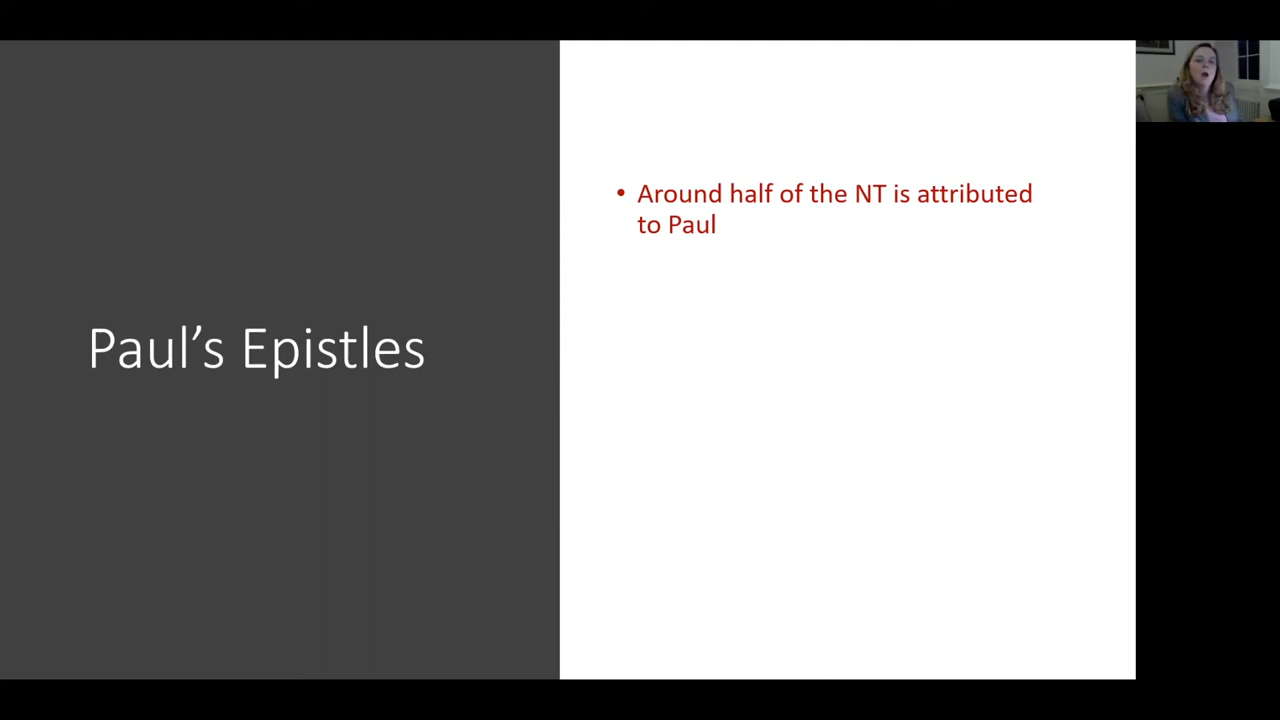 Paul’s Epistles
• Around half of the NT is attributed
to Paul